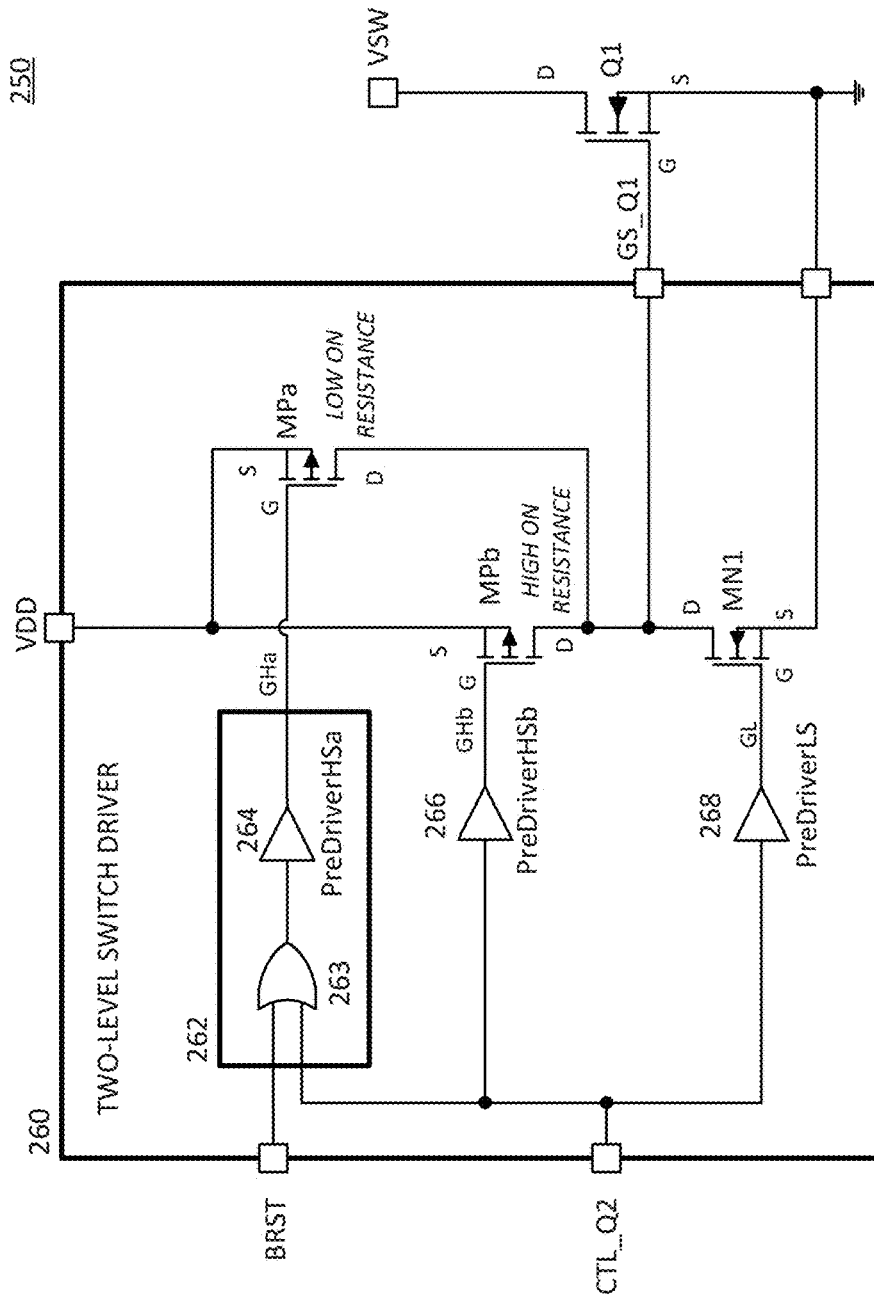 250
260
TWO-LEVEL SWITCH DRIVER
VDD
VSW
BRST
262
263
264
PreDriverHSa
GHa
S
G
MPa
LOW ON
RESISTANCE
D
266
PreDriverHSb
GHb
S
G
MPb
HIGH ON
RESISTANCE
D
GS_Q1
D
Q1
G
S
CTL_Q2
268
PreDriverLS
GL
D
MN1
G
S